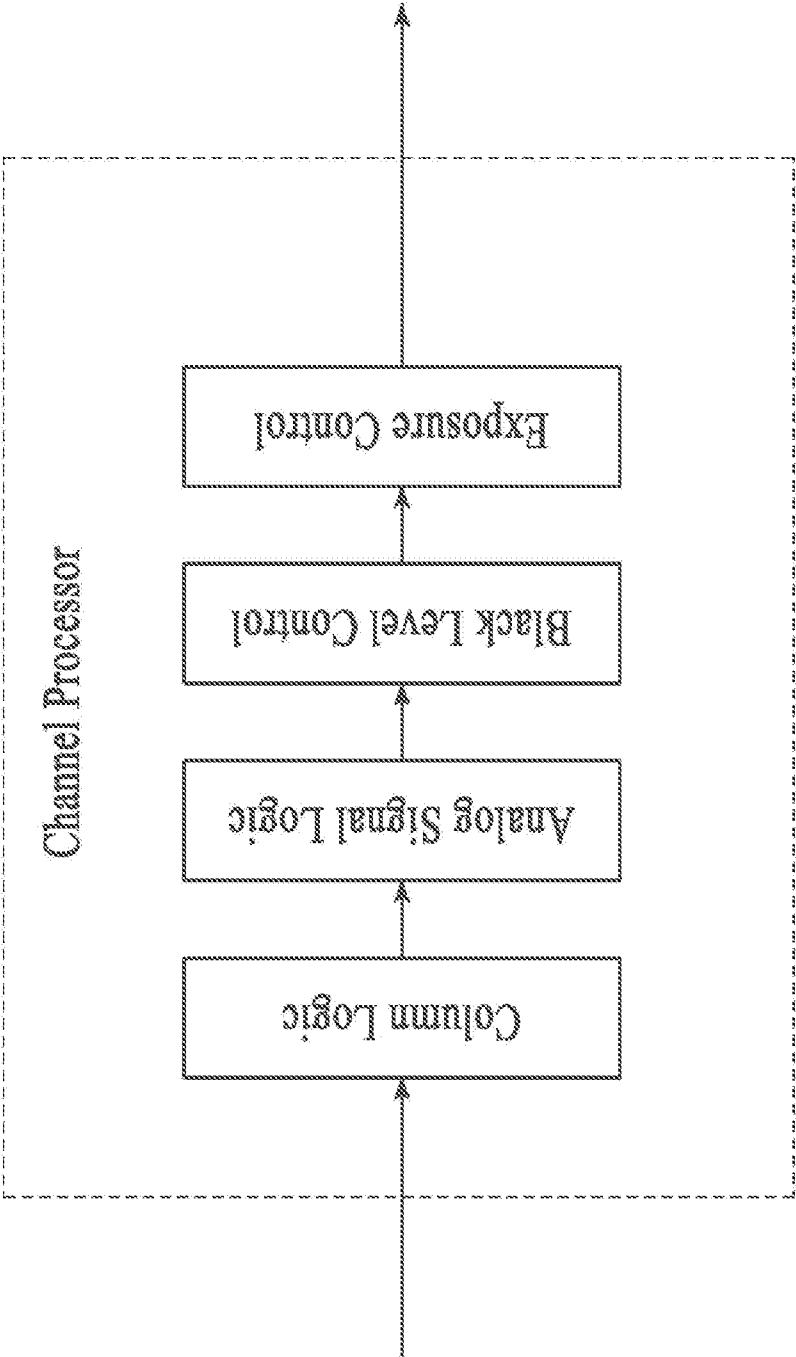 Channel Processor
Column Logic
Analog Signal Logic
Black Level Control
Exposure Control